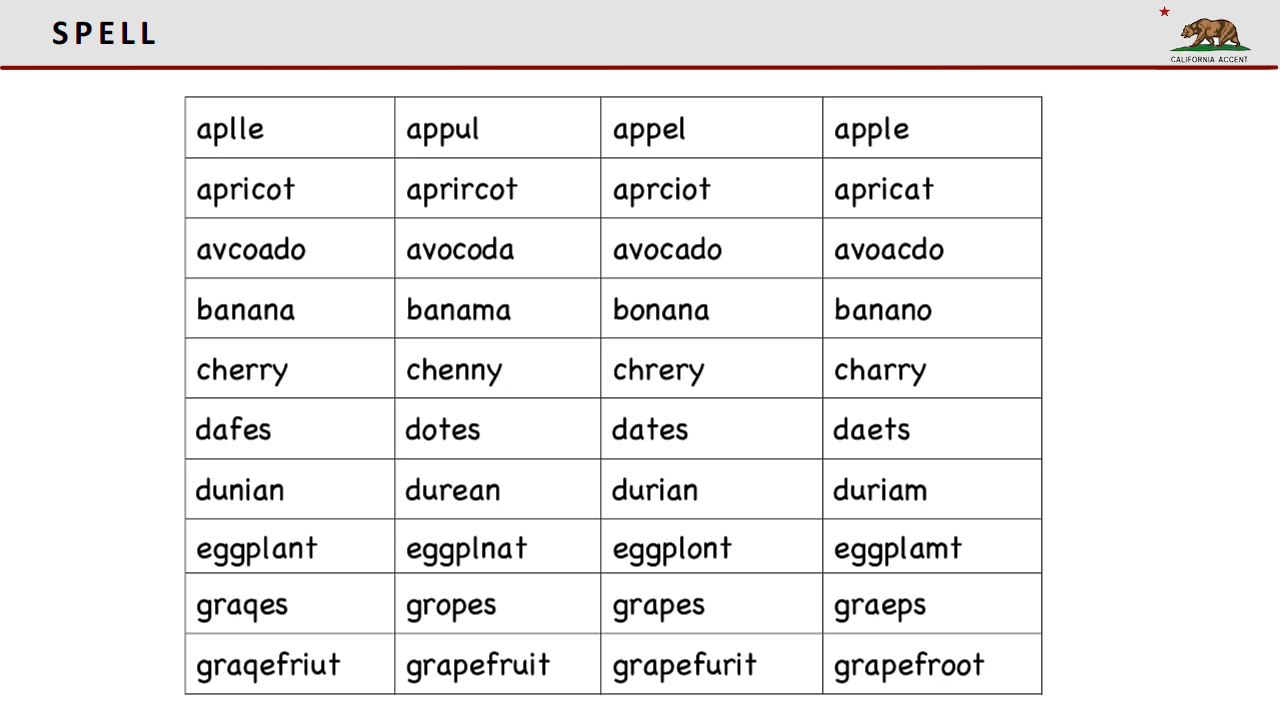 SPELL
CALIFORNIA ACCENT
aplle appul appel apple
apricot aprircot aprciot apricat
avcoado avocoda avocado avoacdo
banana banama bonana banano
cherry chenny chrery charry
dafes dotes dates daets
dunian durean durian duriam
eggplant eggplnat eggplont eggplamt
graqes gropes grapes graeps
graqefriut grapefruit grapefurit grapefroot